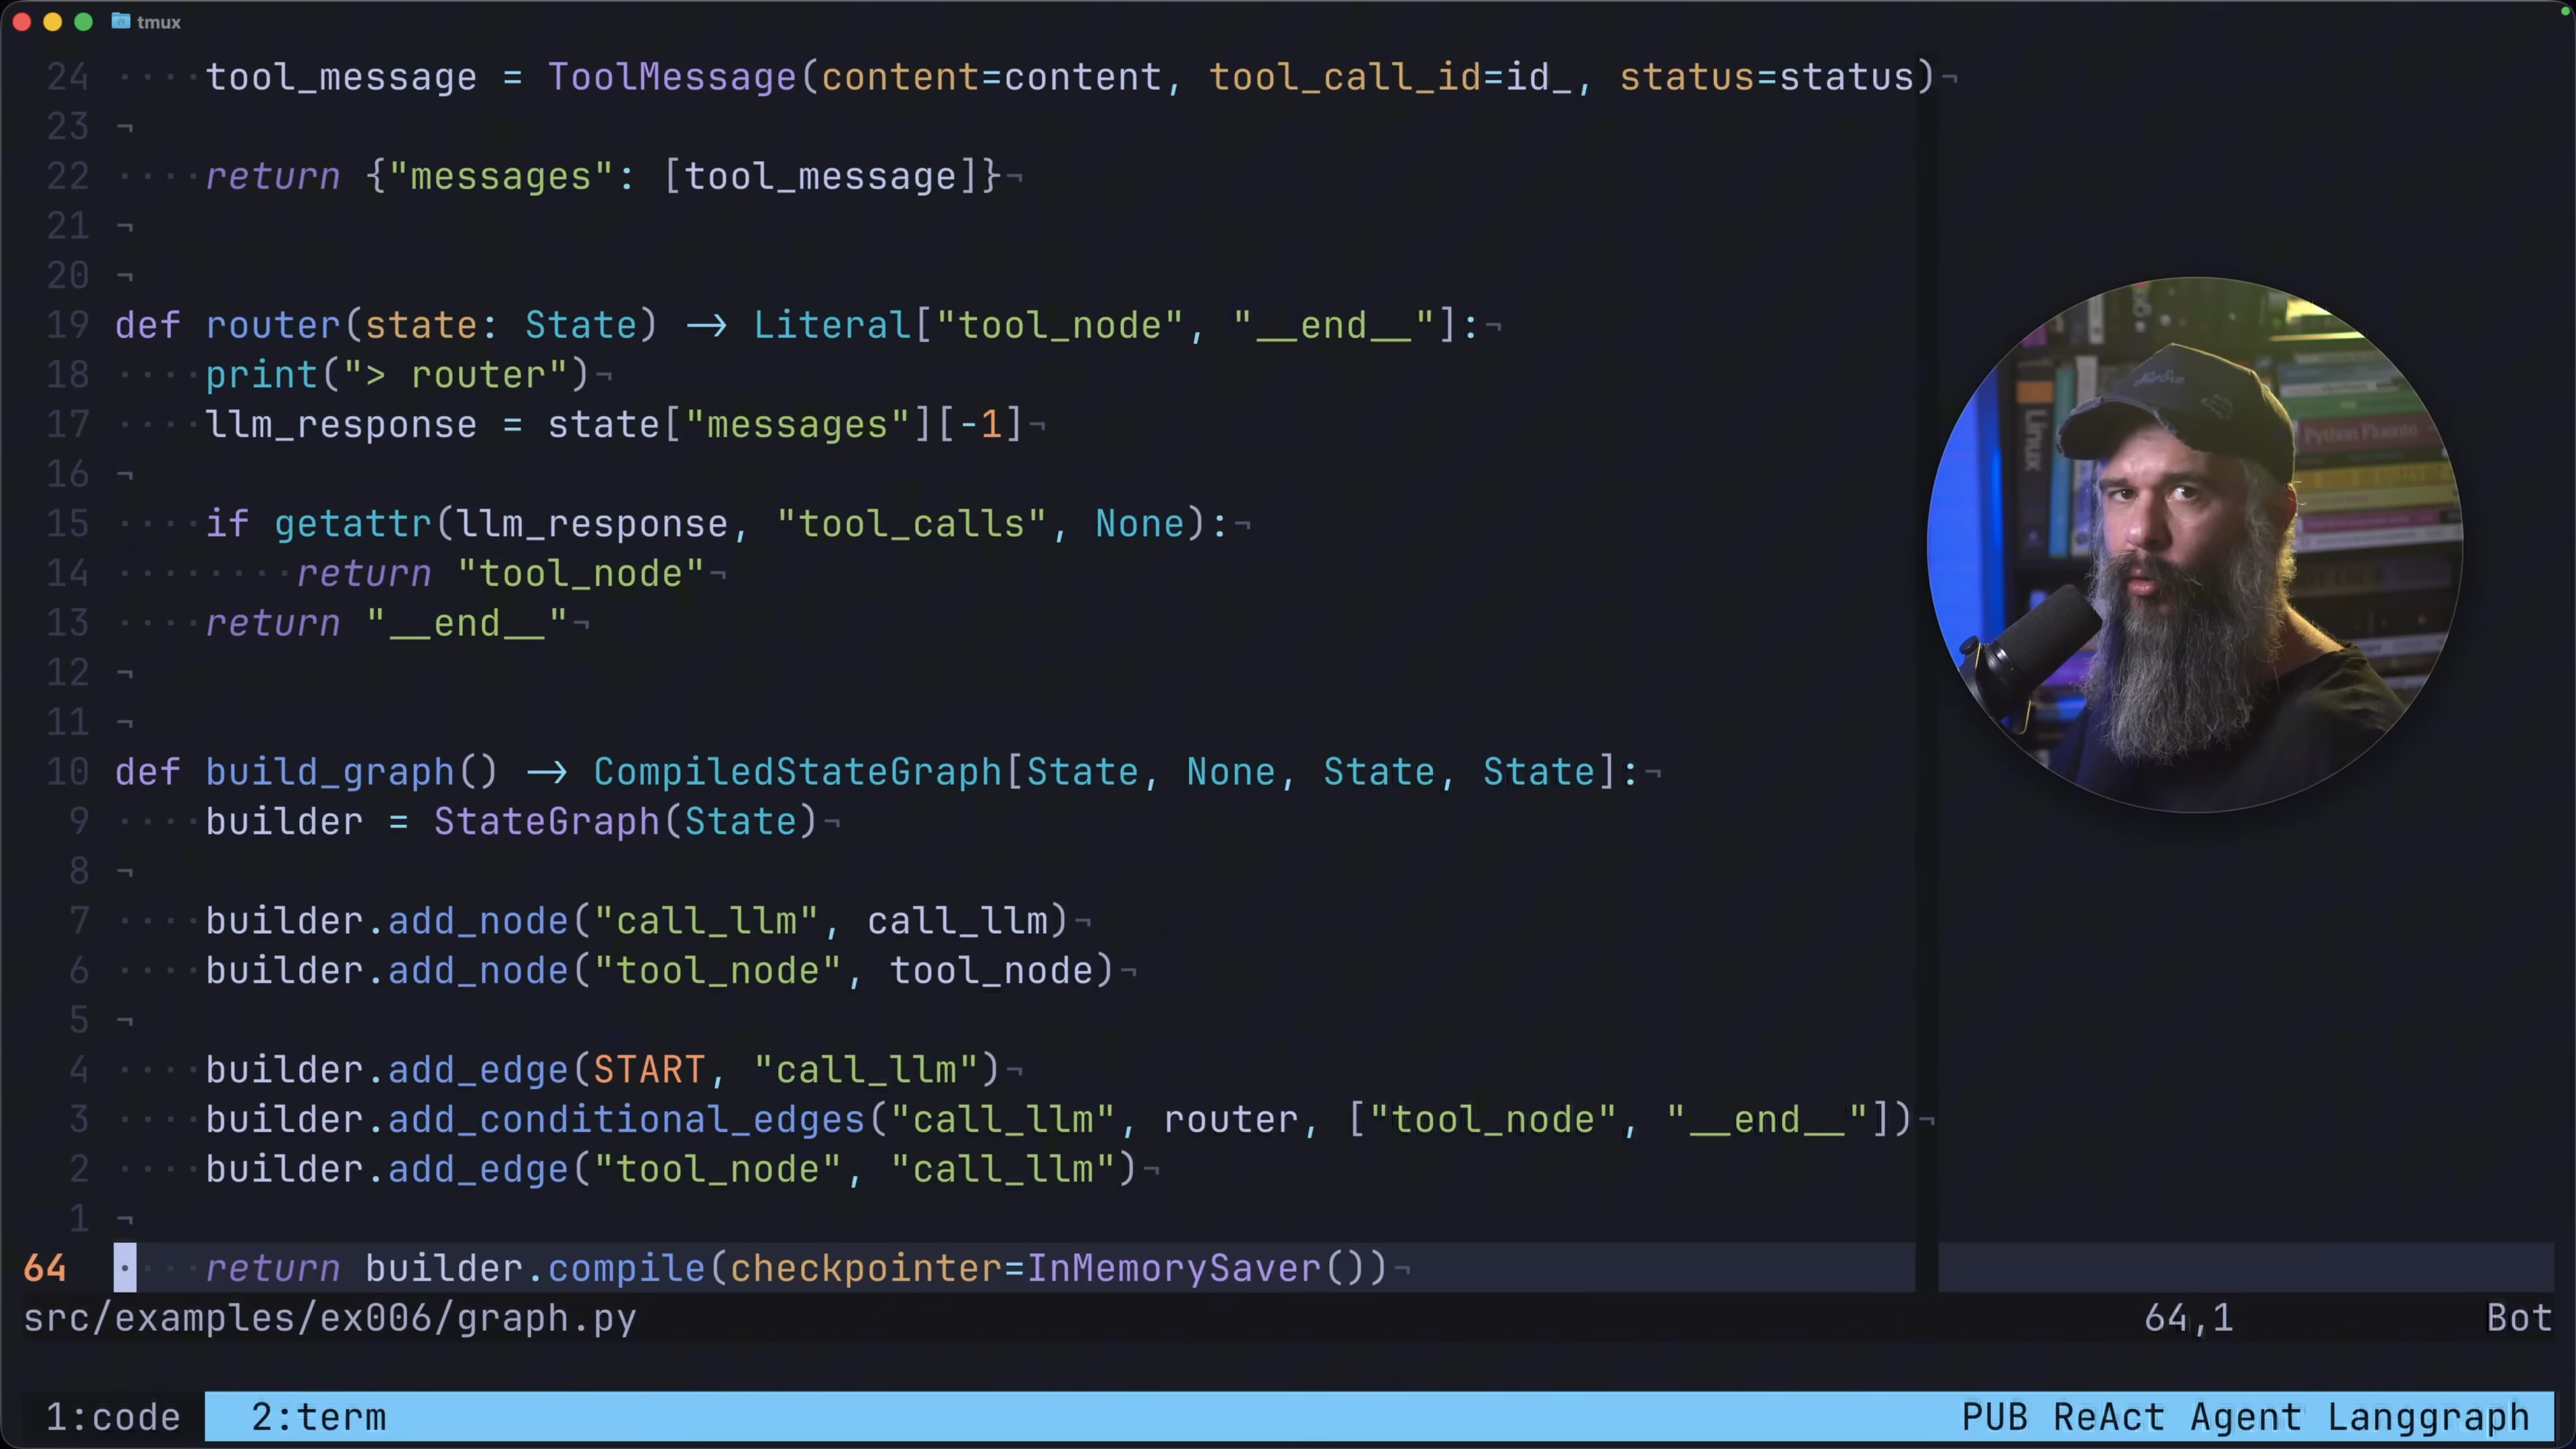 tmux
24 ····tool_message = ToolMessage(content=content, tool_call_id=id_, status=status)¬
23 ¬
22 ····return {"messages": [tool_message]}¬
21 ¬
20 ¬
19 def router(state: State) -> Literal["tool_node", "__end__"]:¬
18 ····print("> router")¬
17 ····llm_response = state["messages"][-1]¬
16 ¬
15 ····if getattr(llm_response, "tool_calls", None):¬
14 ········return "tool_node"¬
13 ····return "__end__"¬
12 ¬
11 ¬
10 def build_graph() -> CompiledStateGraph[State, None, State, State]:¬
9 ····builder = StateGraph(State)¬
8 ¬
7 ····builder.add_node("call_llm", call_llm)¬
6 ····builder.add_node("tool_node", tool_node)¬
5 ¬
4 ····builder.add_edge(START, "call_llm")¬
3 ····builder.add_conditional_edges("call_llm", router, ["tool_node", "__end__"])¬
2 ····builder.add_edge("tool_node", "call_llm")¬
1 ¬
64 ····return builder.compile(checkpointer=InMemorySaver())¬
src/examples/ex006/graph.py 64,1 Bot
1:code 2:term PUB ReAct Agent Langgraph
Linux
Python Fluente